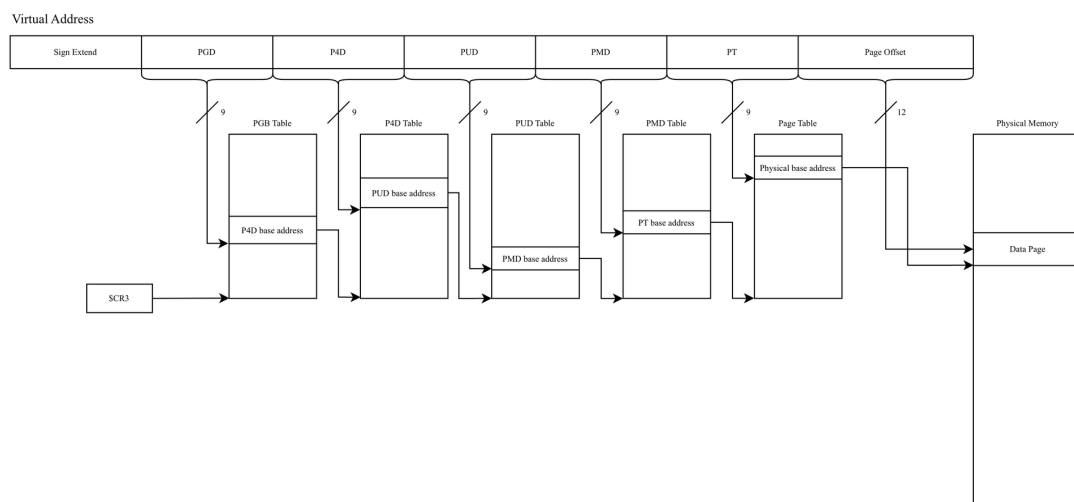 Virtual Address
Sign Extend
PGD
P4D
PUD
PMD
PT
Page Offset
9
9
9
9
9
12
PGB Table
P4D Table
PUD Table
PMD Table
Page Table
Physical Memory
Physical base address
PUD base address
PT base address
P4D base address
Data Page
PMD base address
$CR3